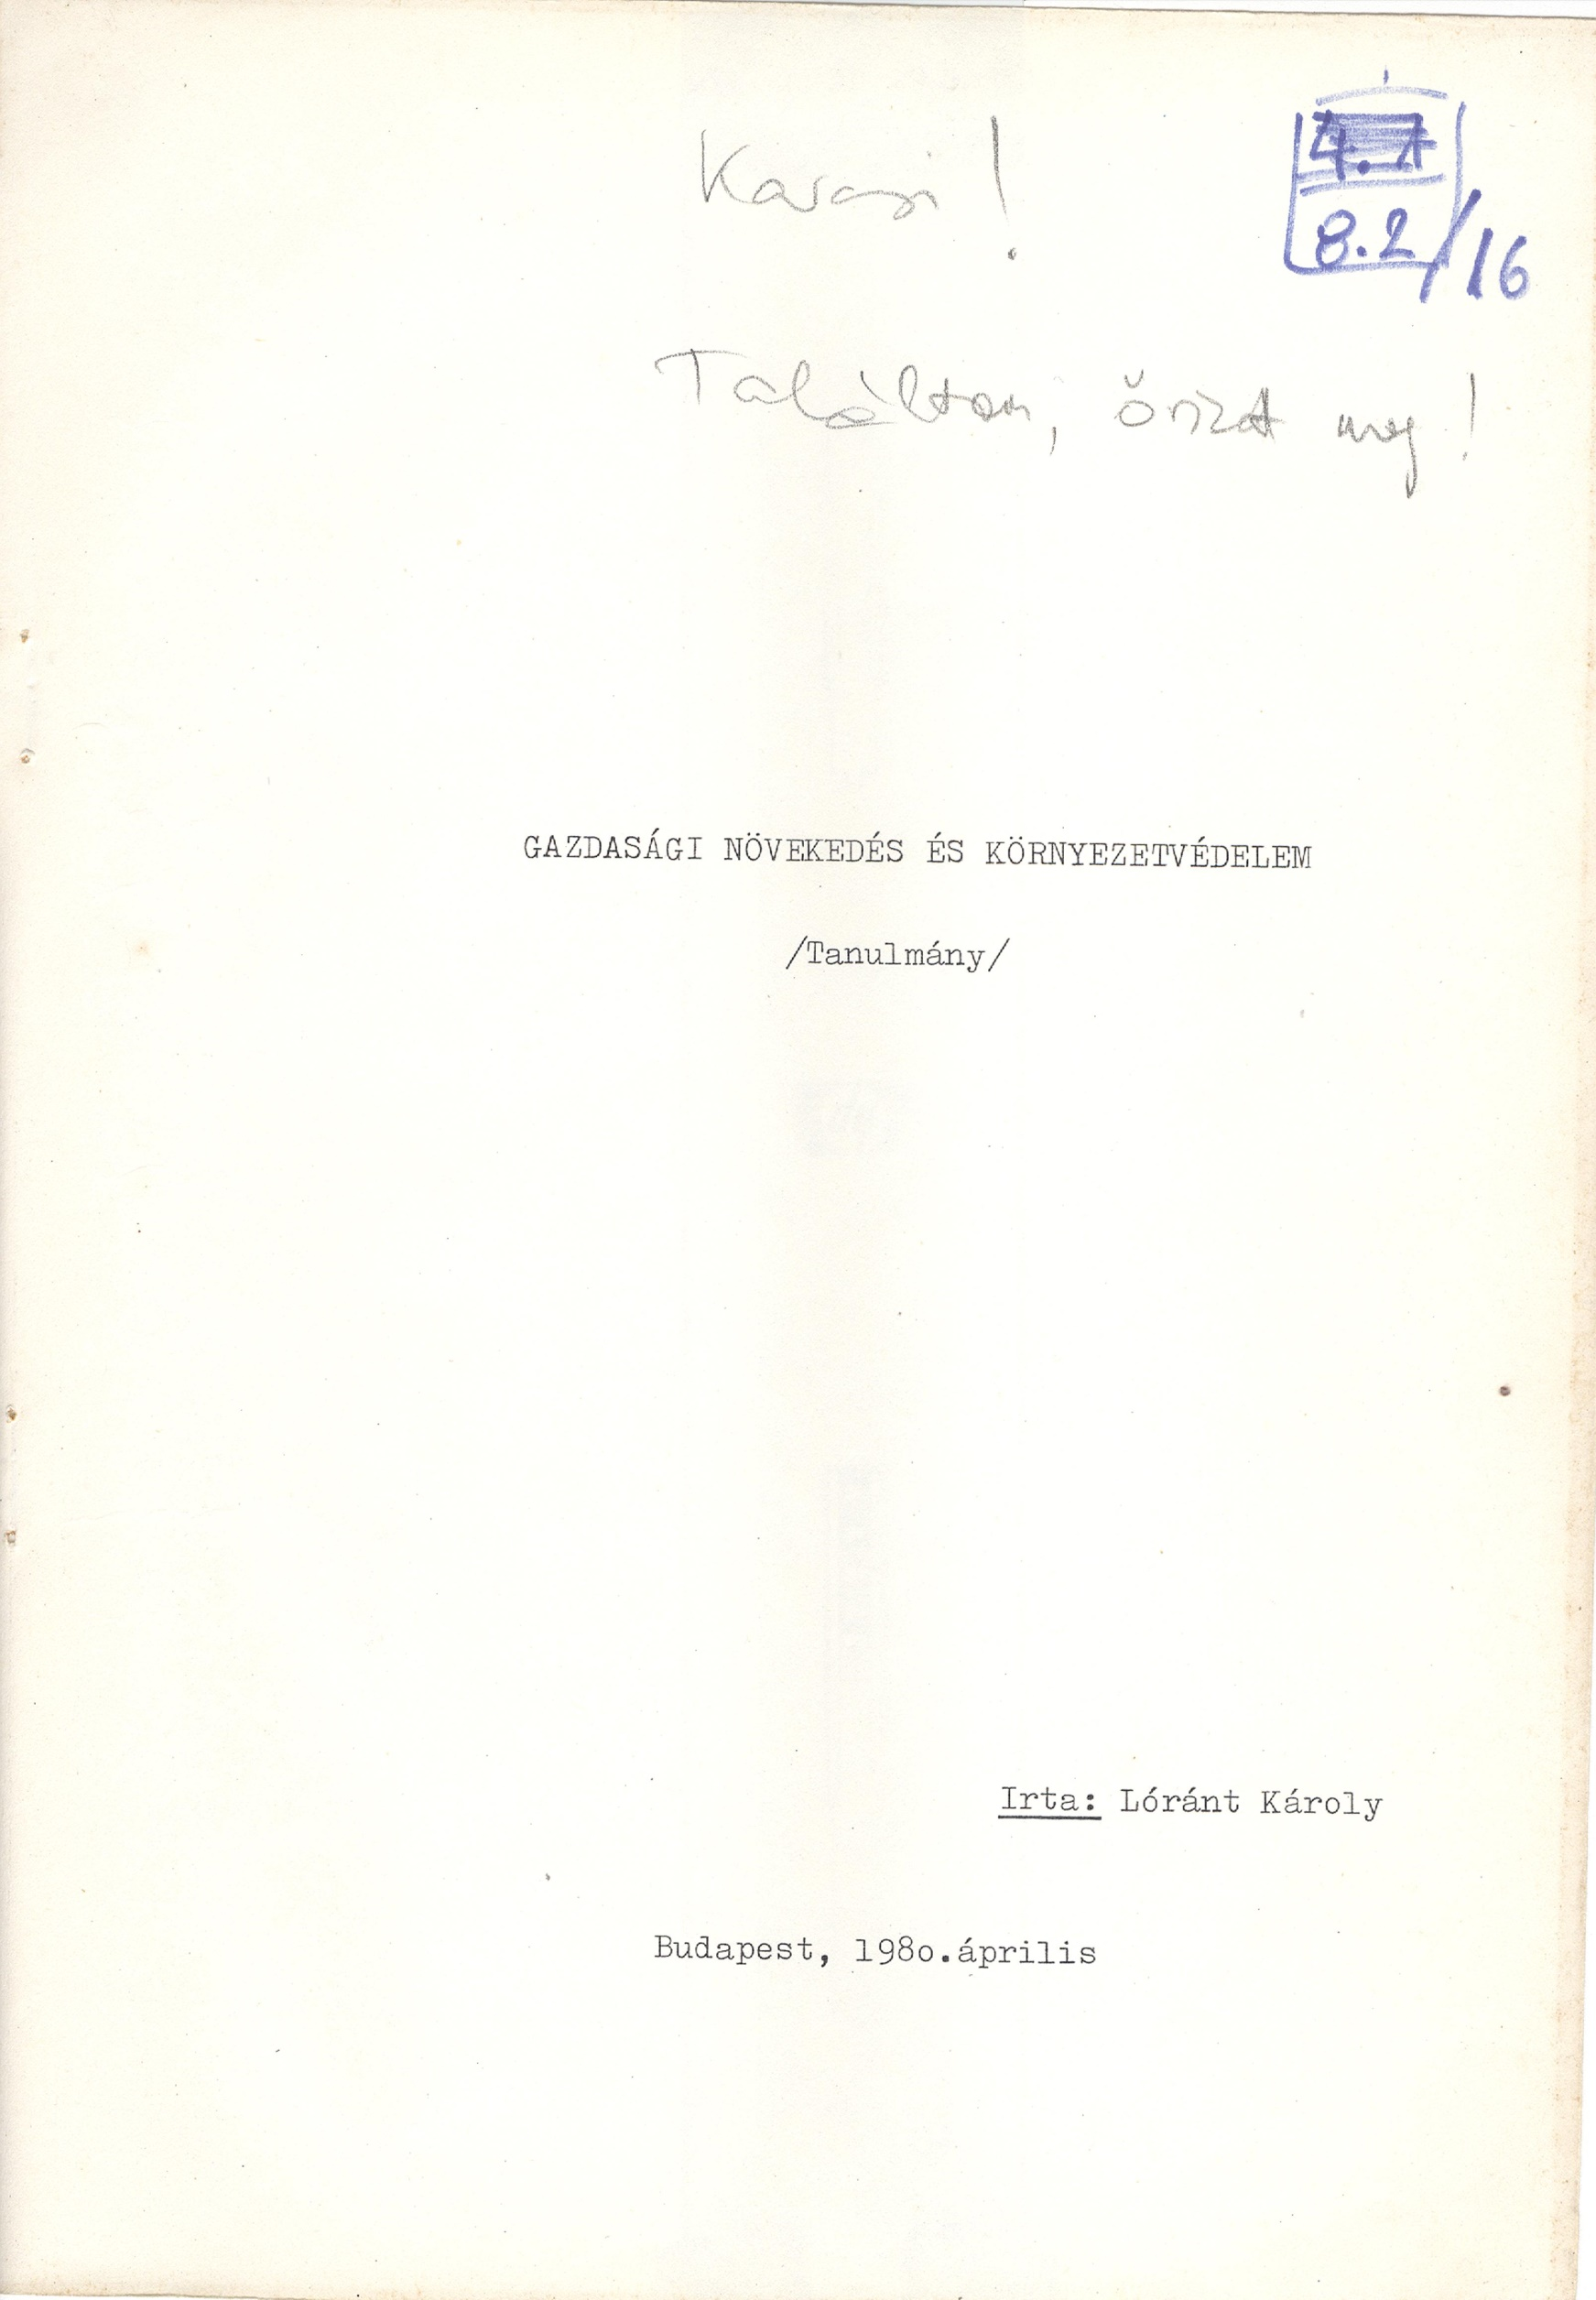 4.1
8.2/16
Találtam, őrizd meg!
GAZDASÁGI NÖVEKEDÉS ÉS KÖRNYEZETVÉDELEM
/Tanulmány/
Irta: Lóránt Károly
Budapest, 198o.április